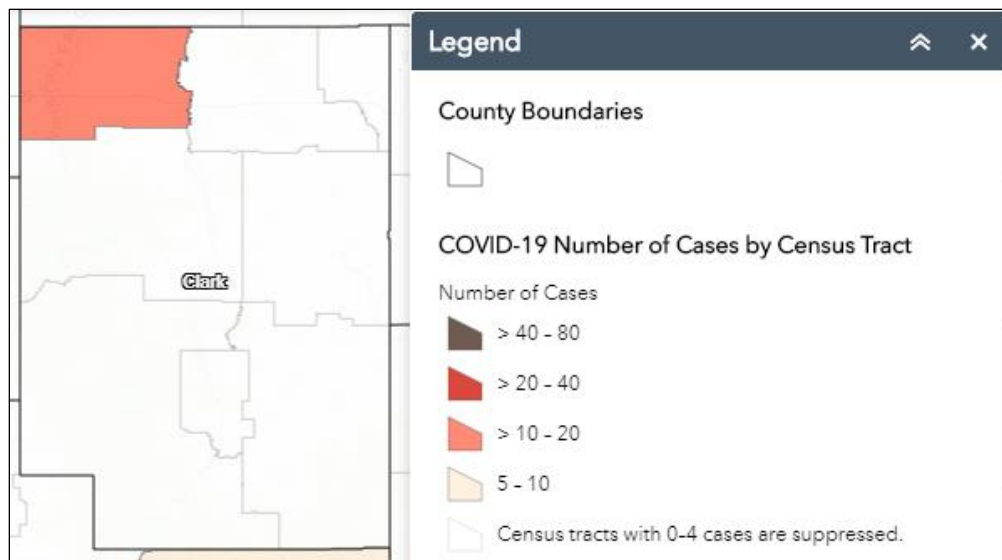 Clark
Legend
County Boundaries
COVID-19 Number of Cases by Census Tract
Number of Cases
> 40 - 80
> 20 - 40
> 10 - 20
5 - 10
Census tracts with 0-4 cases are suppressed.